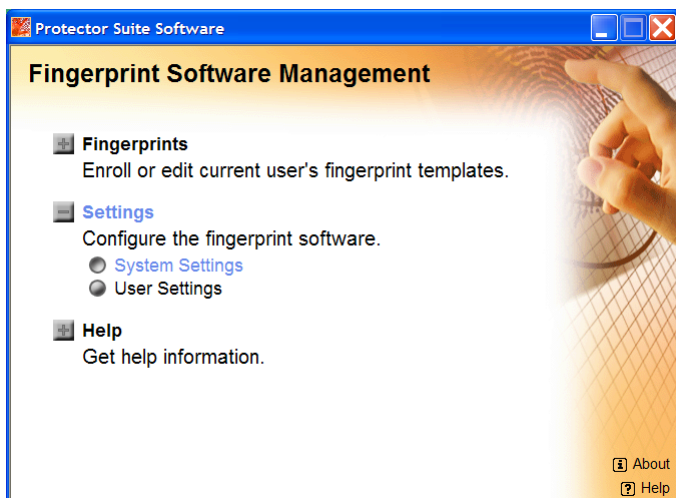 Protector Suite Software
Fingerprint Software Management
Fingerprints
Enroll or edit current user's fingerprint templates.
Settings
Configure the fingerprint software.
System Settings
User Settings
Help
Get help information.
About
Help